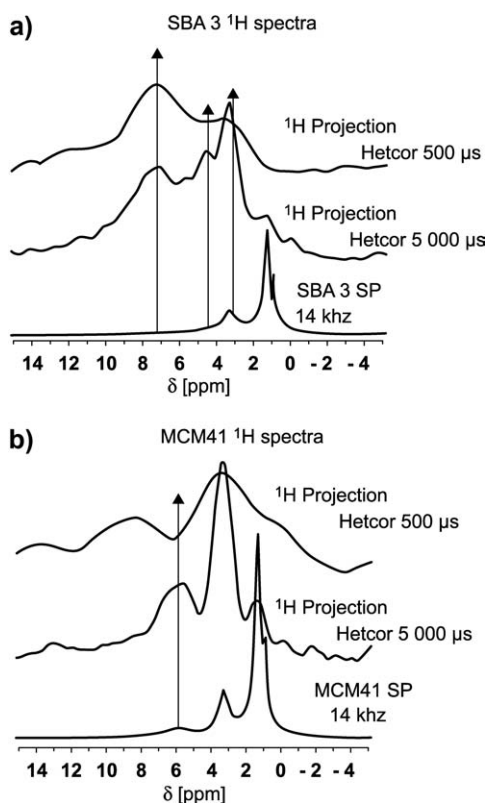 a)
SBA 3 ¹H spectra
¹H Projection
Hetcor 500 µs
¹H Projection
Hetcor 5 000 µs
SBA 3 SP
14 khz
14 12 10 8 6 4 2 0 - 2 - 4
δ [ppm]
b)
MCM41 ¹H spectra
¹H Projection
Hetcor 500 µs
¹H Projection
Hetcor 5 000 µs
MCM41 SP
14 khz
14 12 10 8 6 4 2 0 - 2 - 4
δ [ppm]